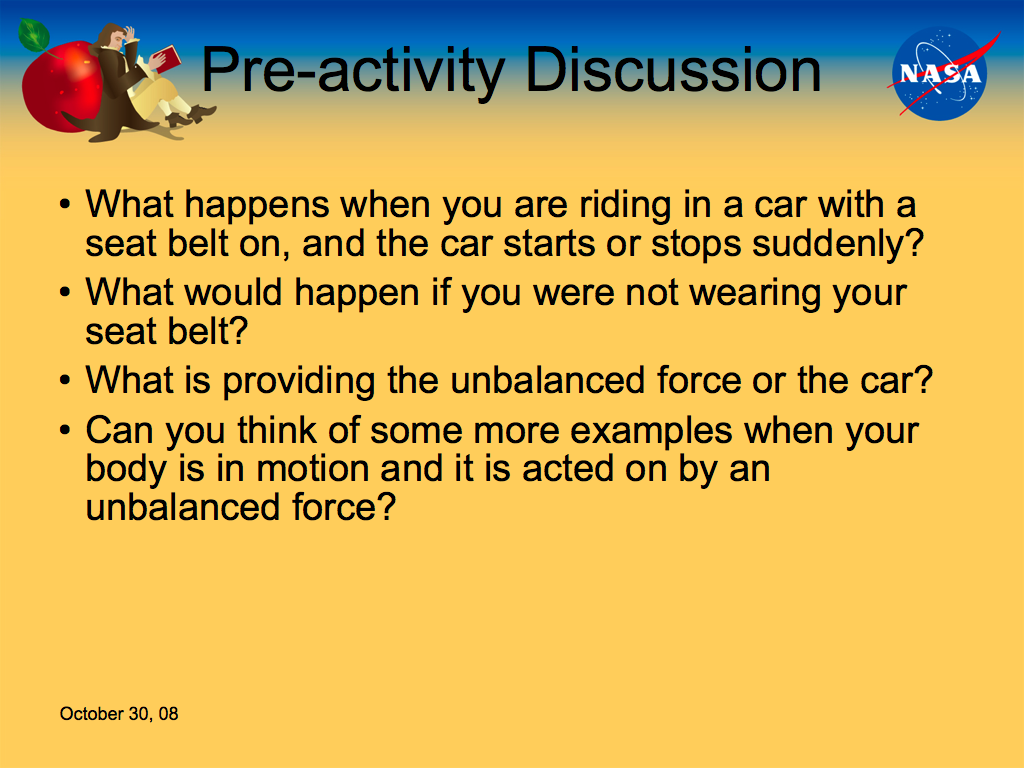 Pre-activity Discussion
NASA
• What happens when you are riding in a car with a
seat belt on, and the car starts or stops suddenly?
• What would happen if you were not wearing your
seat belt?
• What is providing the unbalanced force or the car?
• Can you think of some more examples when your
body is in motion and it is acted on by an
unbalanced force?
October 30, 08